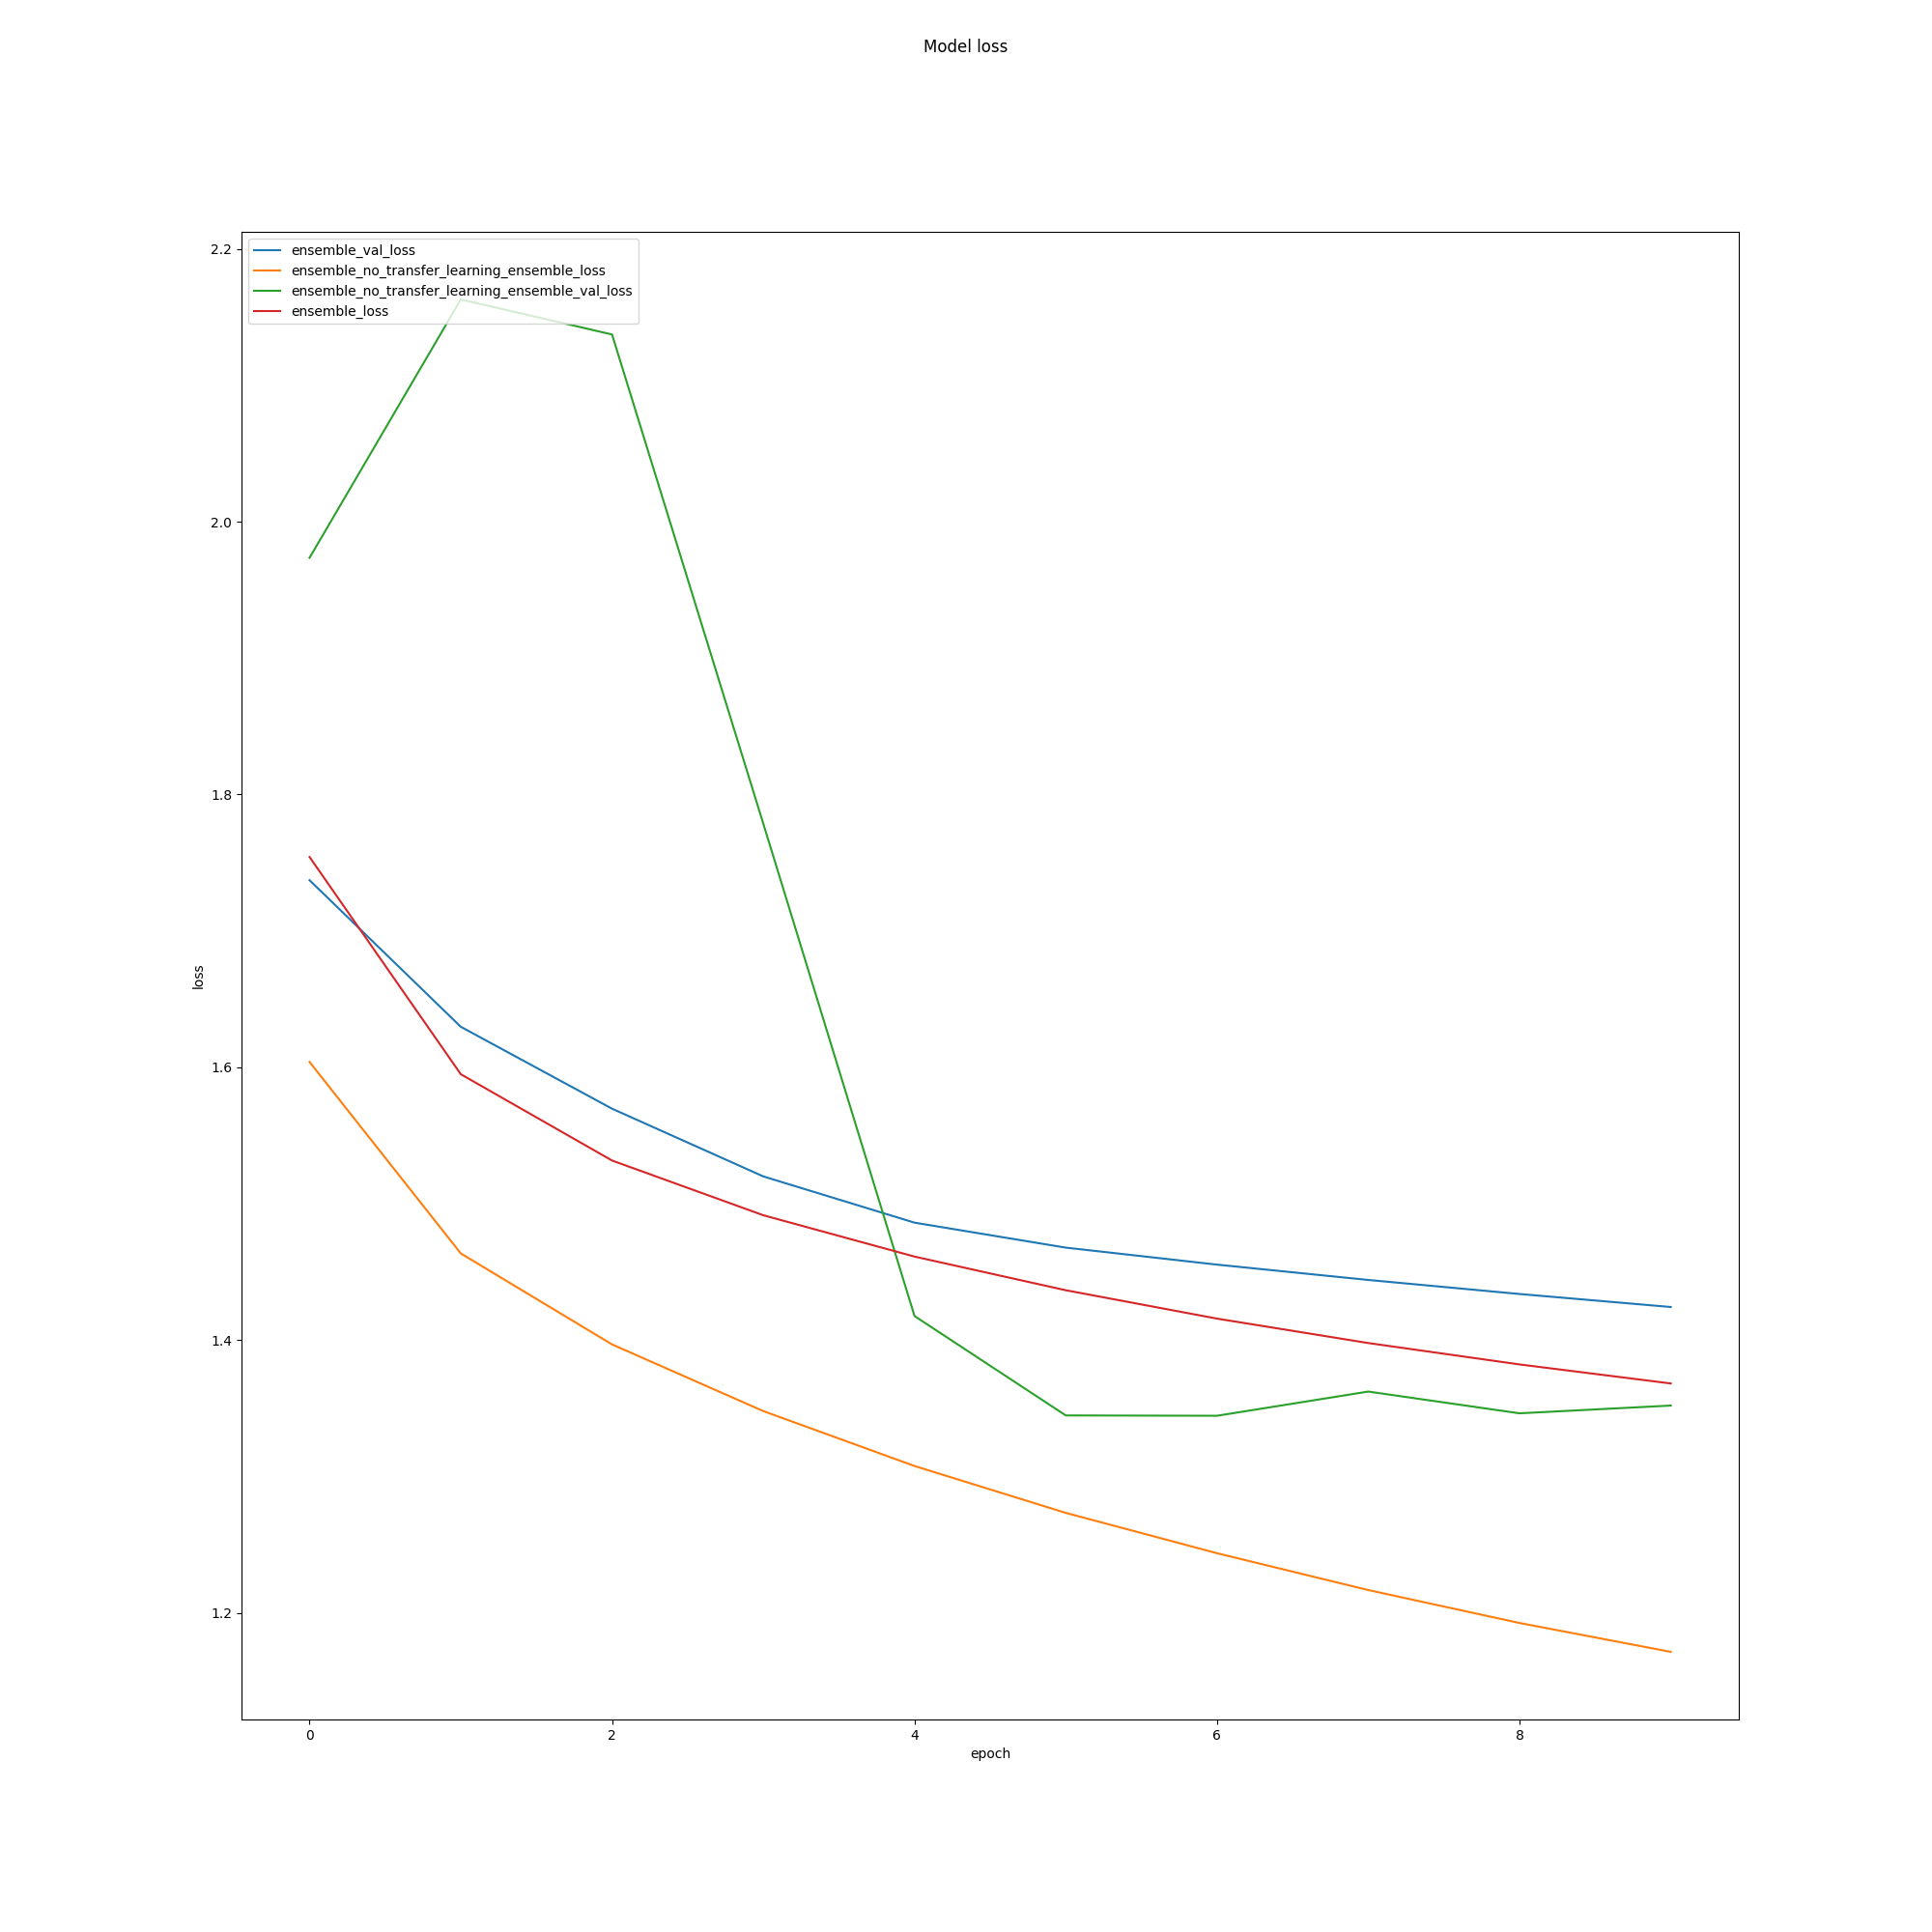 Model loss
ensemble_val_loss
ensemble_no_transfer_learning_ensemble_loss
ensemble_no_transfer_learning_ensemble_val_loss
ensemble_loss
2.2
2.0
1.8
1.6
1.4
1.2
loss
0 2 4 6 8
epoch